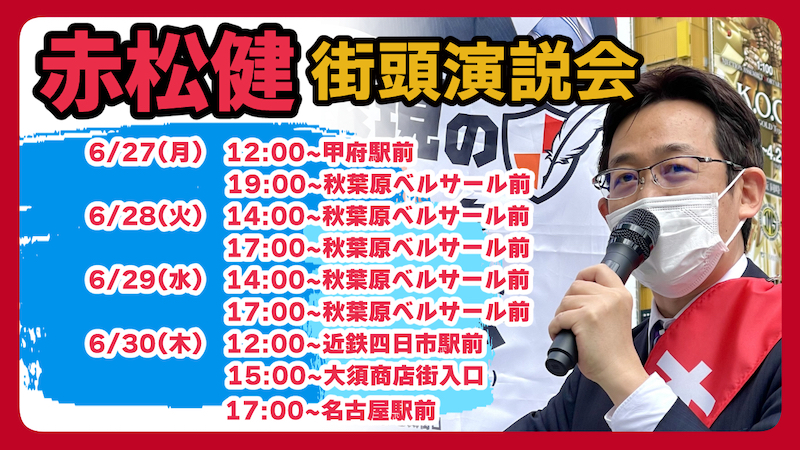 赤松健 街頭演説会
6/27(月) 12:00~甲府駅前
19:00~秋葉原ベルサール前
6/28(火) 14:00~秋葉原ベルサール前
17:00~秋葉原ベルサール前
6/29(水) 14:00~秋葉原ベルサール前
17:00~秋葉原ベルサール前
6/30(木) 12:00~近鉄四日市駅前
15:00~大須商店街入口
17:00~名古屋駅前
現の
K.O.